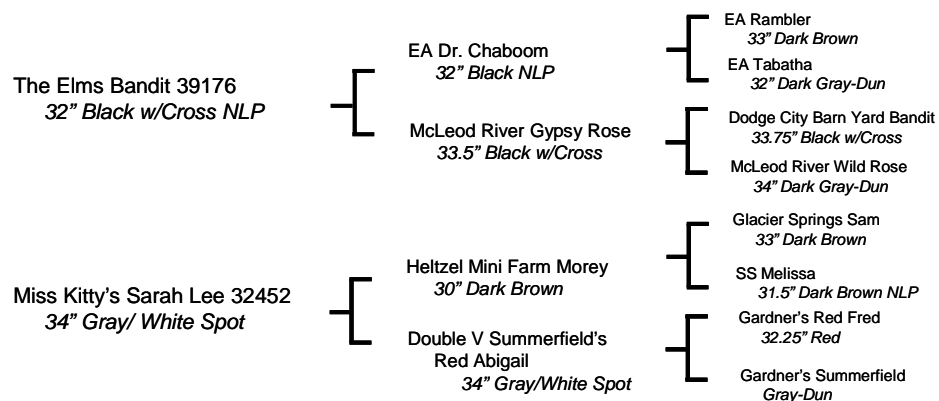 The Elms Bandit 39176
32” Black w/Cross NLP
EA Dr. Chaboom
32” Black NLP
EA Rambler
33” Dark Brown
EA Tabatha
32” Dark Gray-Dun
McLeod River Gypsy Rose
33.5” Black w/Cross
Dodge City Barn Yard Bandit
33.75” Black w/Cross
McLeod River Wild Rose
34” Dark Gray-Dun
Miss Kitty’s Sarah Lee 32452
34” Gray/ White Spot
Heltzel Mini Farm Morey
30” Dark Brown
Glacier Springs Sam
33” Dark Brown
SS Melissa
31.5” Dark Brown NLP
Double V Summerfield’s
Red Abigail
34” Gray/White Spot
Gardner’s Red Fred
32.25” Red
Gardner’s Summerfield
Gray-Dun